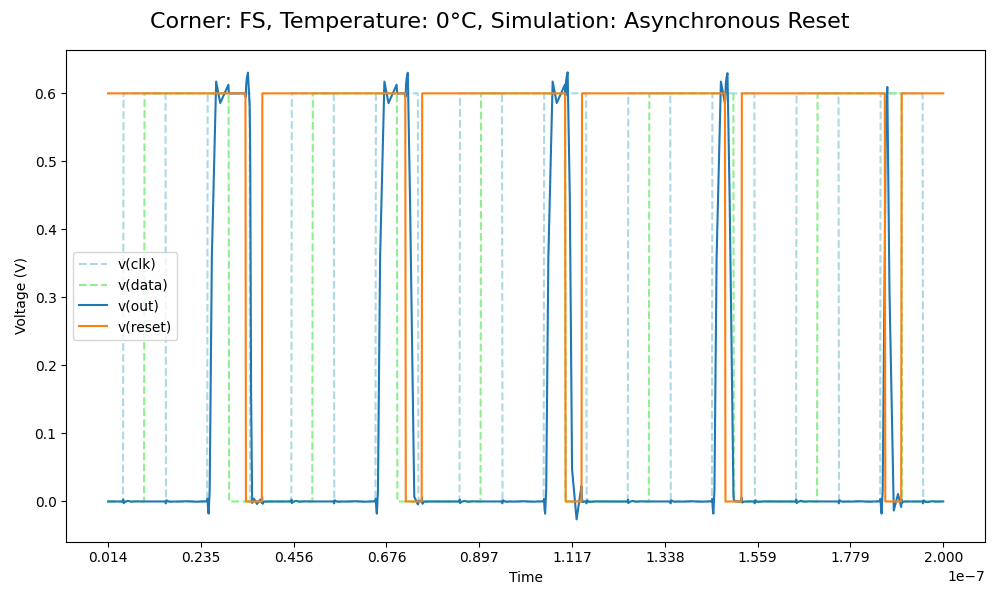 Corner: FS, Temperature: 0°C, Simulation: Asynchronous Reset
Voltage (V)
0.6
0.5
0.4
0.3
0.2
0.1
0.0
v(clk)
v(data)
v(out)
v(reset)
0.014 0.235 0.456 0.676 0.897 1.117 1.338 1.559 1.779 2.000
1e−7
Time